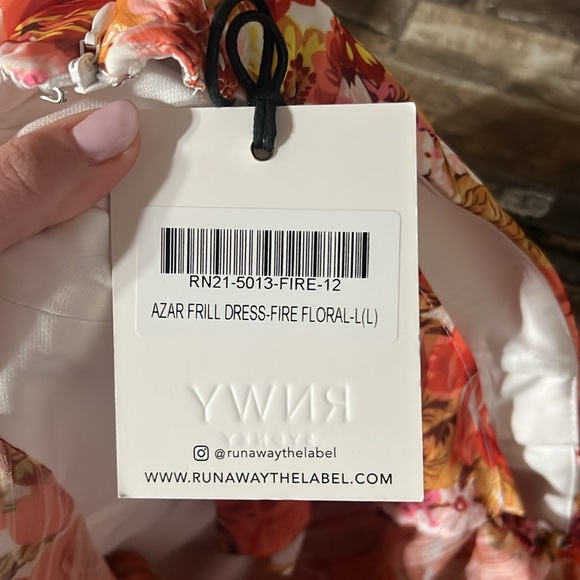 RN21-5013-FIRE-12
AZAR FRILL DRESS-FIRE FLORAL-L(L)
RNWY
SYDNEY
@runawaythelabel
WWW.RUNAWAYTHELABEL.COM